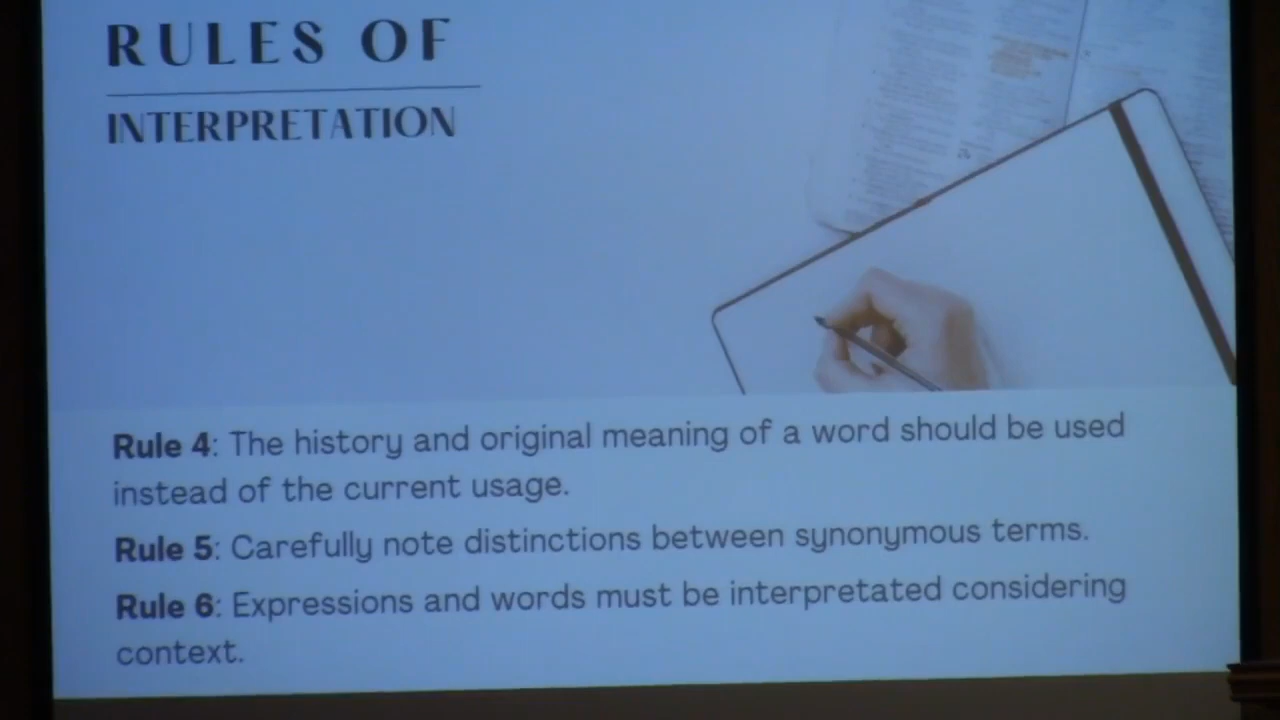 RULES OF
INTERPRETATION
Rule 4: The history and original meaning of a word should be used
instead of the current usage.
Rule 5: Carefully note distinctions between synonymous terms.
Rule 6: Expressions and words must be interpretated considering
context.